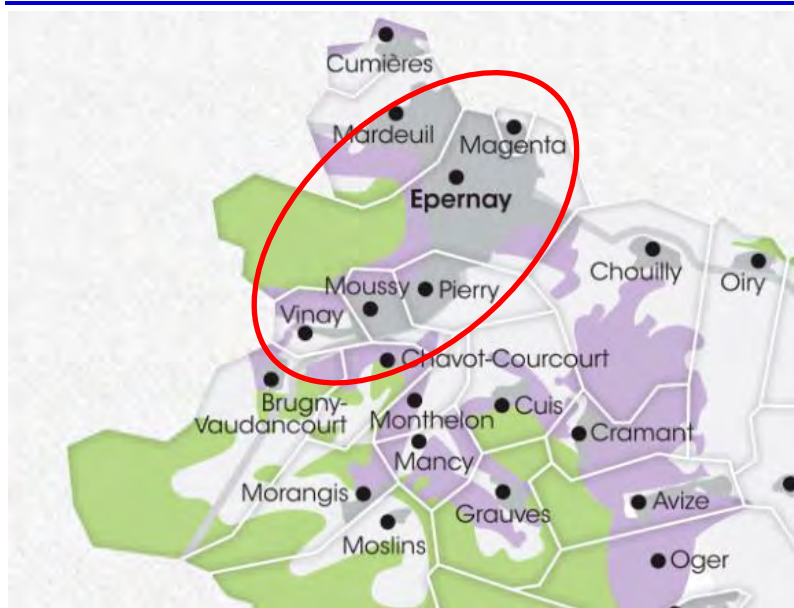 Cumières
Mardeuil
Magenta
Epernay
Chouilly
Oiry
Moussy
Pierry
Vinay
Chavot-Courcourt
Brugny-
Vaudancourt
Monthelon
Cuis
Cramant
Mancy
Morangis
Grauves
Avize
Moslins
Oger